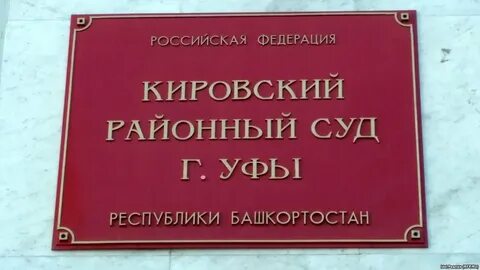 РОССИЙСКАЯ ФЕДЕРАЦИЯ
КИРОВСКИЙ
РАЙОННЫЙ СУД
Г. УФЫ
РЕСПУБЛИКИ БАШКОРТОСТАН